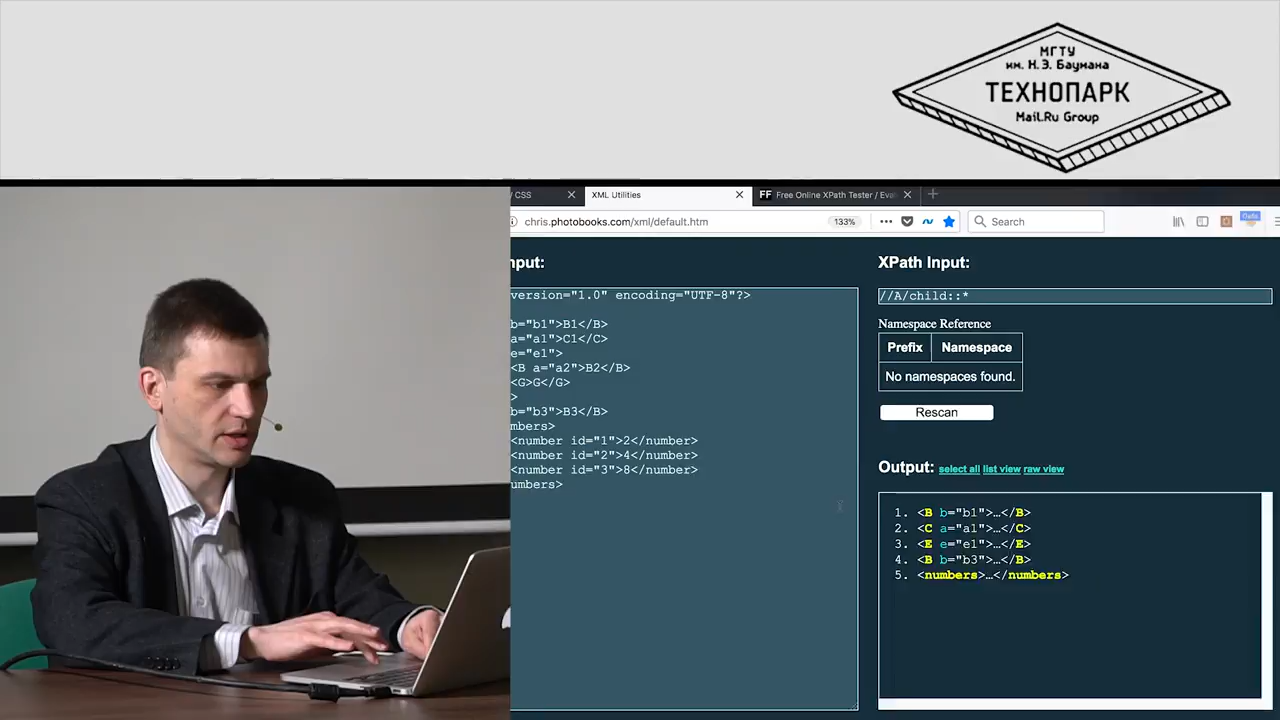 МГТУ
им. Н.Э. Баумана
ТЕХНОПАРК
Mail.Ru Group
/ CSS
XML Utilities
FF Free Online XPath Tester / Eva
chris.photobooks.com/xml/default.htm
133%
Search
nput:
version="1.0" encoding="UTF-8"?>
b="b1">B1</B>
a="a1">C1</C>
e="e1">
<B a="a2">B2</B>
<G>G</G>
>
b="b3">B3</B>
mbers>
<number id="1">2</number>
<number id="2">4</number>
<number id="3">8</number>
umbers>
XPath Input:
//A/child::*
Namespace Reference
Prefix Namespace
No namespaces found.
Rescan
Output: select all list view raw view
1. <B b="b1">…</B>
2. <C a="a1">…</C>
3. <E e="e1">…</E>
4. <B b="b3">…</B>
5. <numbers>…</numbers>